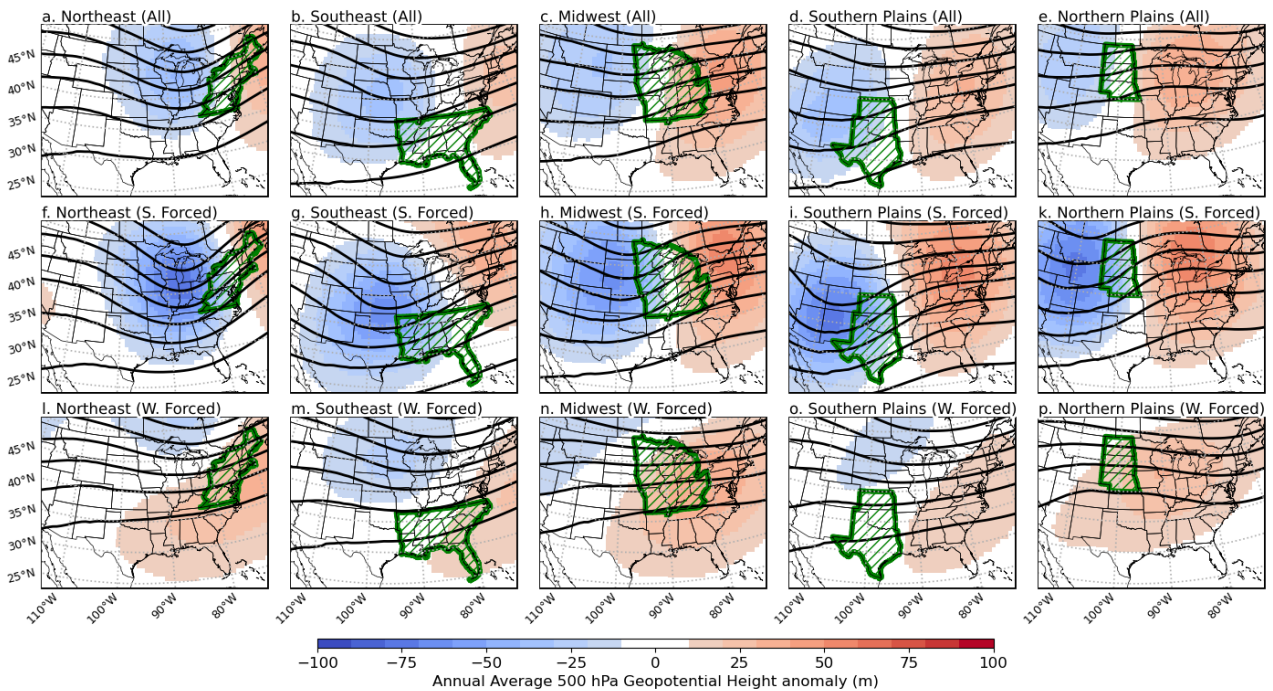 a. Northeast (All)
b. Southeast (All)
c. Midwest (All)
d. Southern Plains (All)
e. Northern Plains (All)
45°N
40°N
35°N
30°N
25°N
f. Northeast (S. Forced)
g. Southeast (S. Forced)
h. Midwest (S. Forced)
i. Southern Plains (S. Forced)
k. Northern Plains (S. Forced)
45°N
40°N
35°N
30°N
25°N
l. Northeast (W. Forced)
m. Southeast (W. Forced)
n. Midwest (W. Forced)
o. Southern Plains (W. Forced)
p. Northern Plains (W. Forced)
45°N
40°N
35°N
30°N
25°N
110°W 100°W 90°W 80°W
110°W 100°W 90°W 80°W
110°W 100°W 90°W 80°W
110°W 100°W 90°W 80°W
110°W 100°W 90°W 80°W
−100 −75 −50 −25 0 25 50 75 100
Annual Average 500 hPa Geopotential Height anomaly (m)